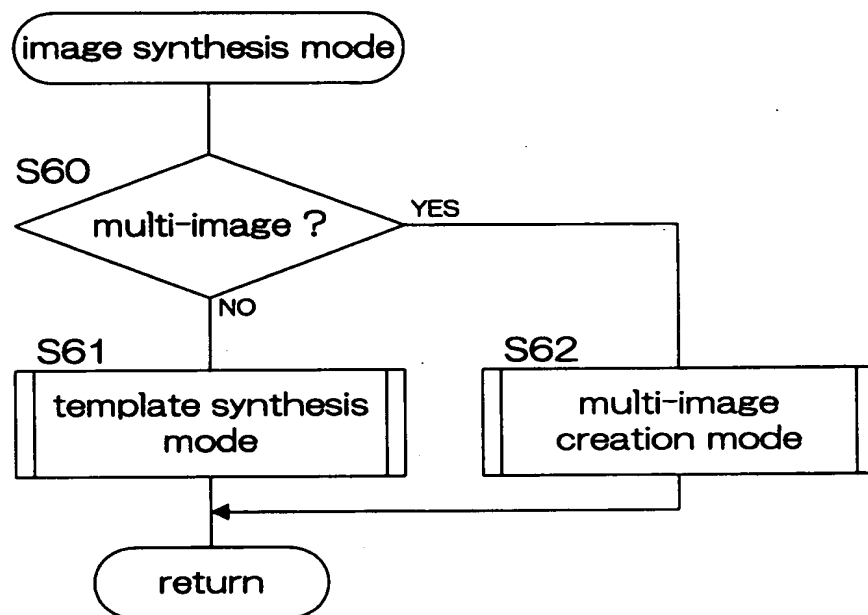 image synthesis mode
S60
multi-image ?
YES
NO
S61
template synthesis
mode
S62
multi-image
creation mode
return